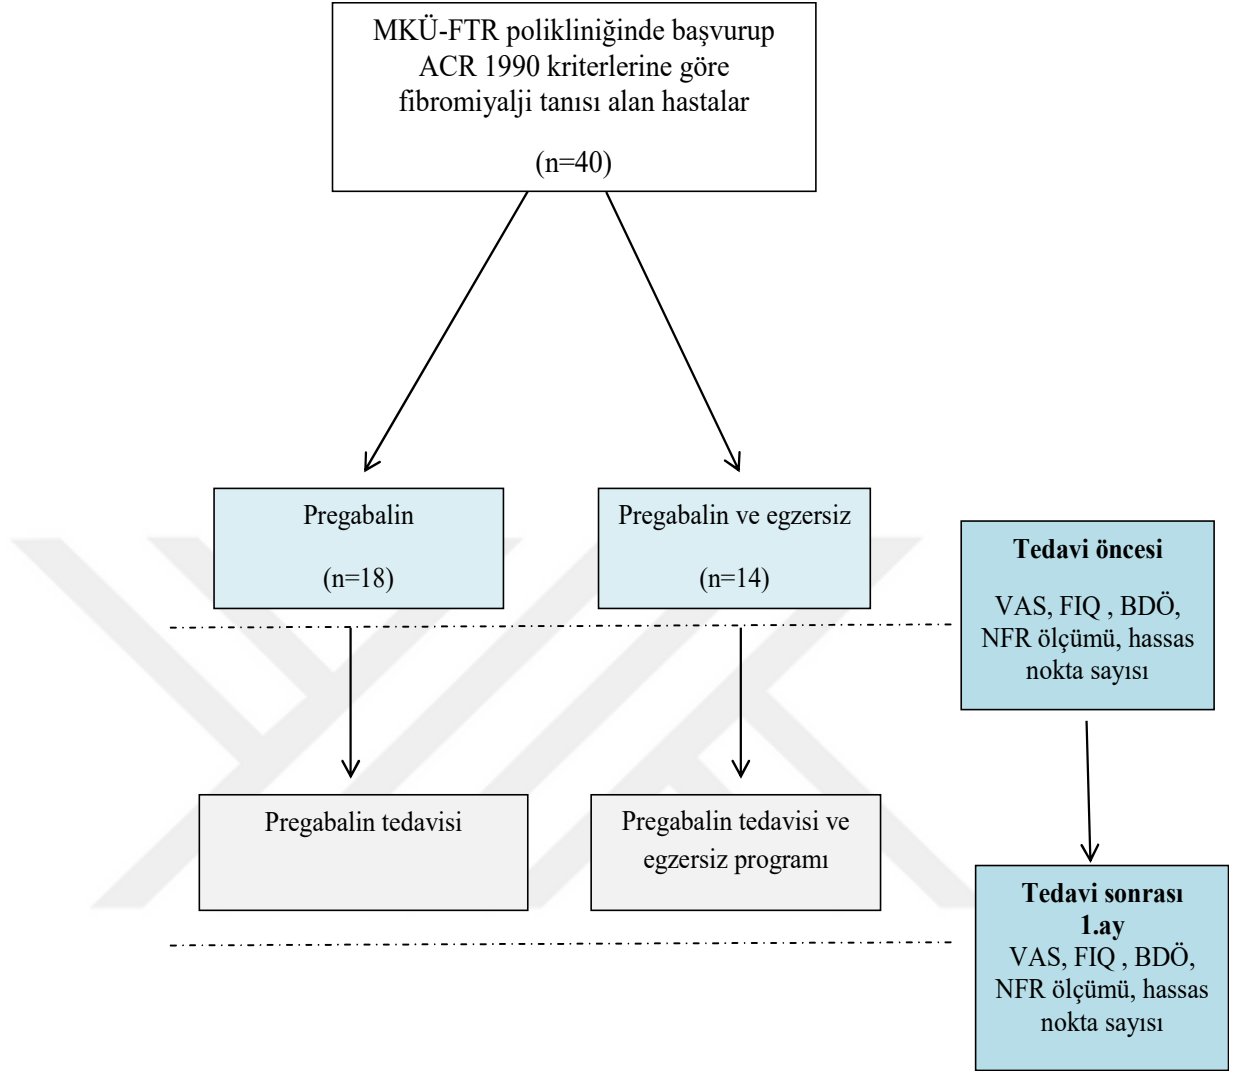 MKÜ-FTR polikliniğinde başvurup
ACR 1990 kriterlerine göre
fibromiyalji tanısı alan hastalar
(n=40)
Pregabalin
(n=18)
Pregabalin ve egzersiz
(n=14)
Tedavi öncesi
VAS, FIQ , BDÖ,
NFR ölçümü, hassas
nokta sayısı
Pregabalin tedavisi
Pregabalin tedavisi ve
egzersiz programı
Tedavi sonrası
1.ay
VAS, FIQ , BDÖ,
NFR ölçümü, hassas
nokta sayısı